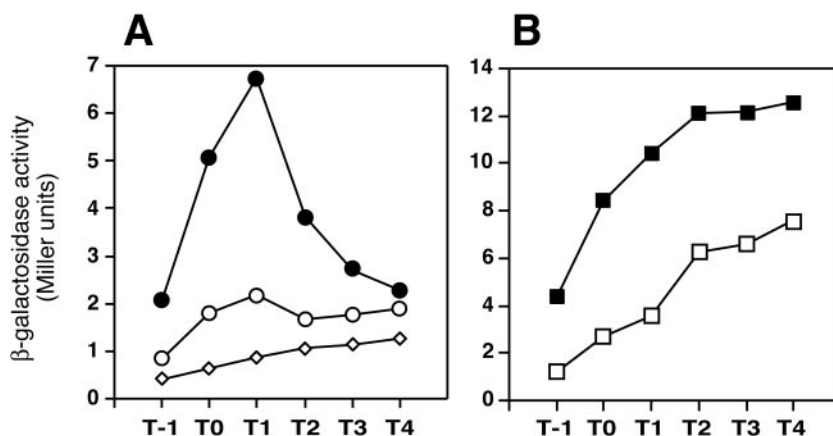 A
B
β-galactosidase activity
(Miller units)
7
6
5
4
3
2
1
0
T-1 T0 T1 T2 T3 T4
14
12
10
8
6
4
2
0
T-1 T0 T1 T2 T3 T4